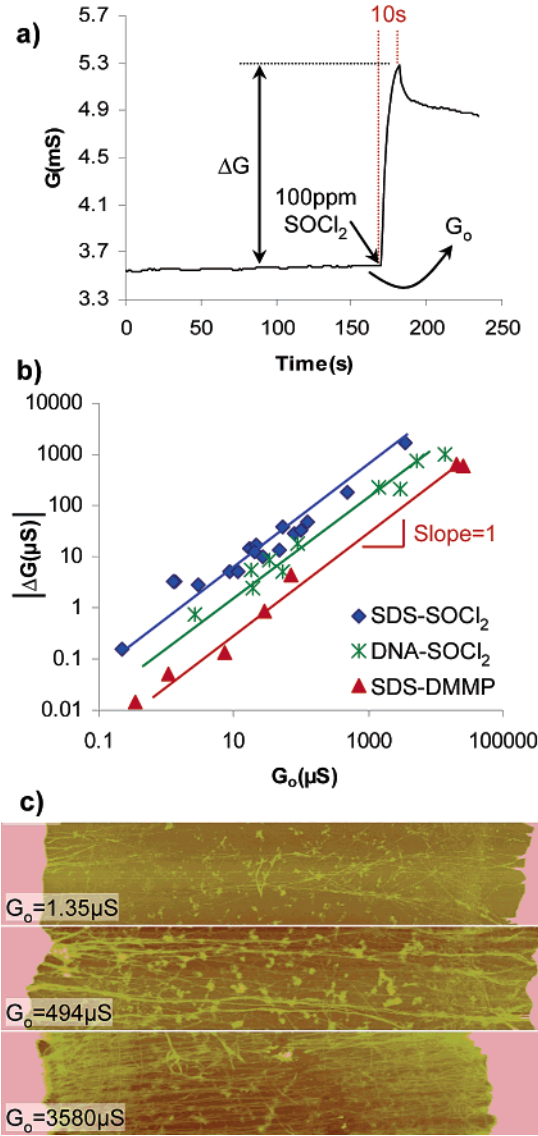 a)
10s
5.7
5.3
4.9
4.5
4.1
3.7
3.3
G(mS)
ΔG
100ppm
SOCl₂
Gₒ
0 50 100 150 200 250
Time(s)
b)
10000
1000
100
10
1
0.1
0.01
|ΔG(µS)|
Slope=1
SDS-SOCl₂
DNA-SOCl₂
SDS-DMMP
0.1 10 1000 100000
Gₒ(µS)
c)
Gₒ=1.35µS
Gₒ=494µS
Gₒ=3580µS